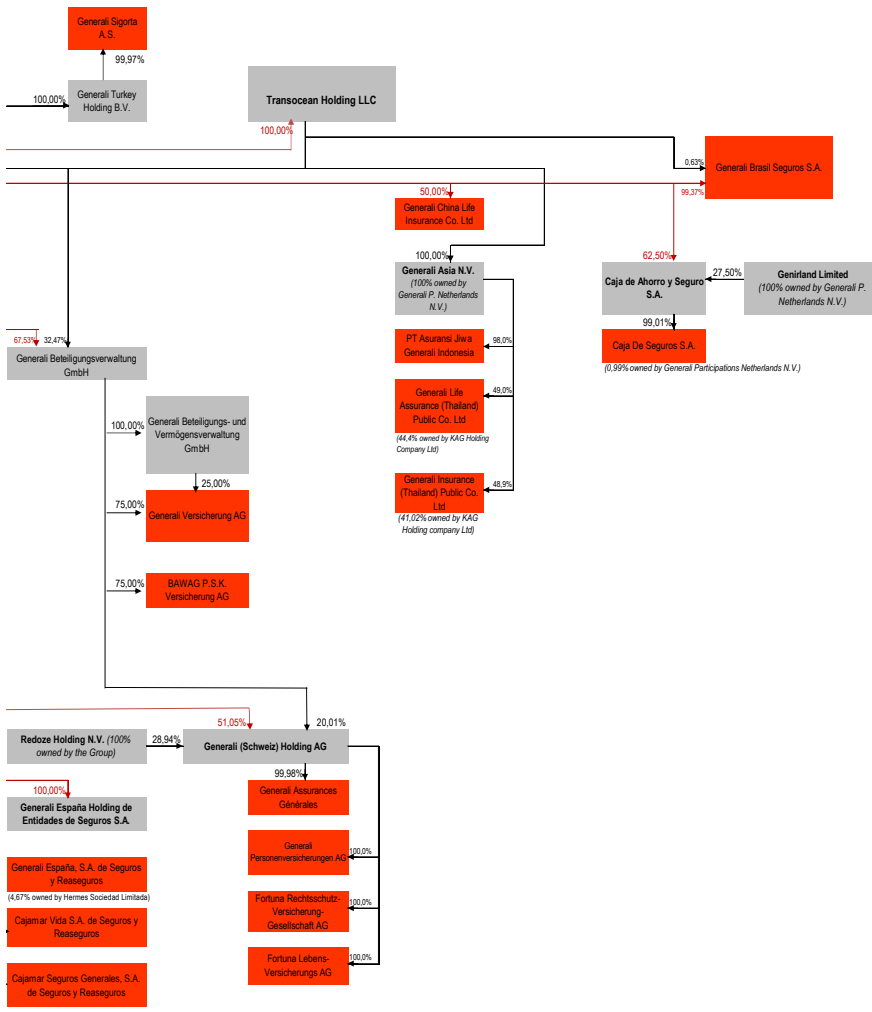 Generali Sigorta
A.S.
99,97%
100,00%
Generali Turkey
Holding B.V.
Transocean Holding LLC
100,00%
0,63%
Generali Brasil Seguros S.A.
99,37%
50,00%
Generali China Life
Insurance Co. Ltd
100,00%
Generali Asia N.V.
(100% owned by
Generali P. Netherlands
N.V.)
62,50%
Caja de Ahorro y Seguro
S.A.
27,50%
Genirland Limited
(100% owned by Generali P.
Netherlands N.V.)
99,01%
Caja De Seguros S.A.
(0,99% owned by Generali Participations Netherlands N.V.)
PT Asuransi Jiwa
Generali Indonesia
98,0%
Generali Life
Assurance (Thailand)
Public Co. Ltd
49,0%
(44,4% owned by KAG Holding
Company Ltd)
Generali Insurance
(Thailand) Public Co.
Ltd
48,9%
(41,02% owned by KAG
Holding company Ltd)
67,53%
32,47%
Generali Beteiligungsverwaltung
GmbH
100,00%
Generali Beteiligungs- und
Vermögensverwaltung
GmbH
25,00%
75,00%
Generali Versicherung AG
75,00%
BAWAG P.S.K.
Versicherung AG
51,05%
20,01%
Redoze Holding N.V. (100%
owned by the Group)
28,94%
Generali (Schweiz) Holding AG
99,98%
Generali Assurances
Générales
100,00%
Generali España Holding de
Entidades de Seguros S.A.
Generali
Personenversicherungen AG
100,0%
Fortuna Rechtsschutz-
Versicherung-
Gesellschaft AG
100,0%
Fortuna Lebens-
Versicherungs AG
100,0%
Generali España, S.A. de Seguros
y Reaseguros
(4,67% owned by Hermes Sociedad Limitada)
Cajamar Vida S.A. de Seguros y
Reaseguros
Cajamar Seguros Generales, S.A.
de Seguros y Reaseguros